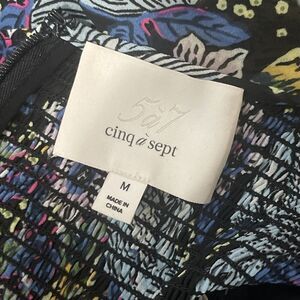 5à7
cinq à sept
M
MADE IN
CHINA